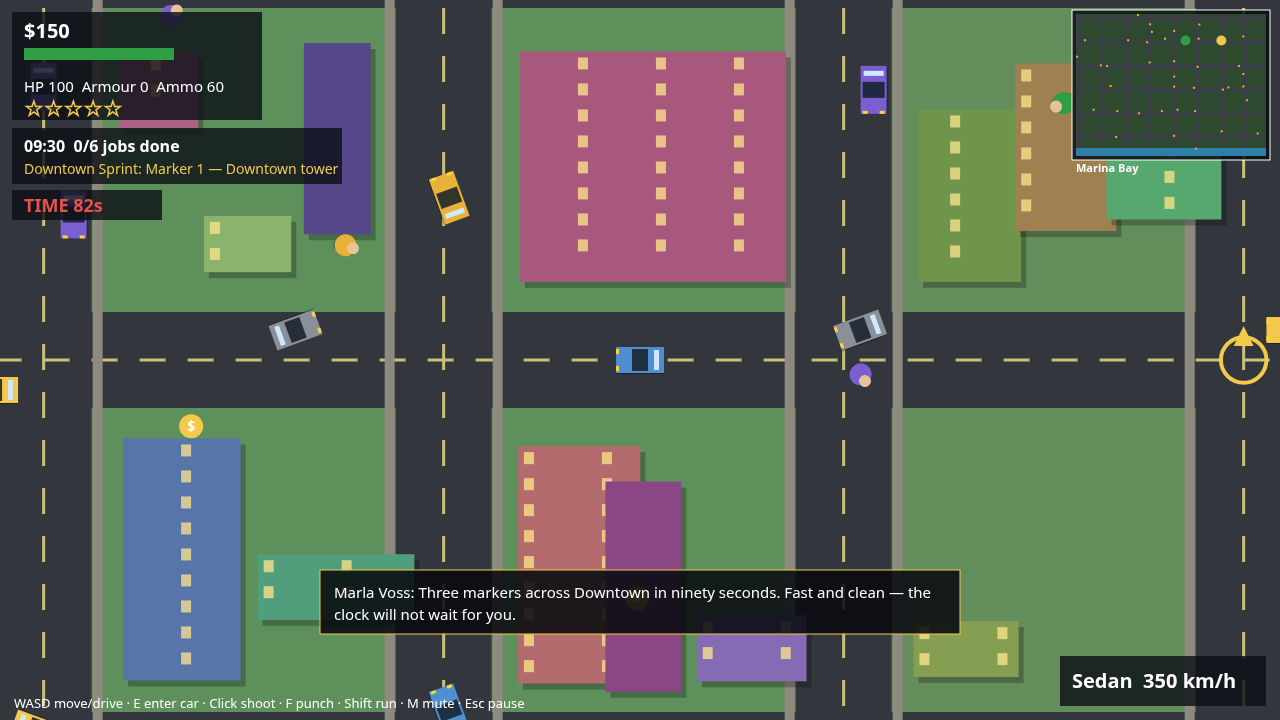 $150
HP 100 Armour 0 Ammo 60
09:30 0/6 jobs done
Downtown Sprint: Marker 1 — Downtown tower
TIME 82s
Marina Bay
$
Marla Voss: Three markers across Downtown in ninety seconds. Fast and clean — the
clock will not wait for you.
Sedan 350 km/h
WASD move/drive · E enter car · Click shoot · F punch · Shift run · M mute · Esc pause